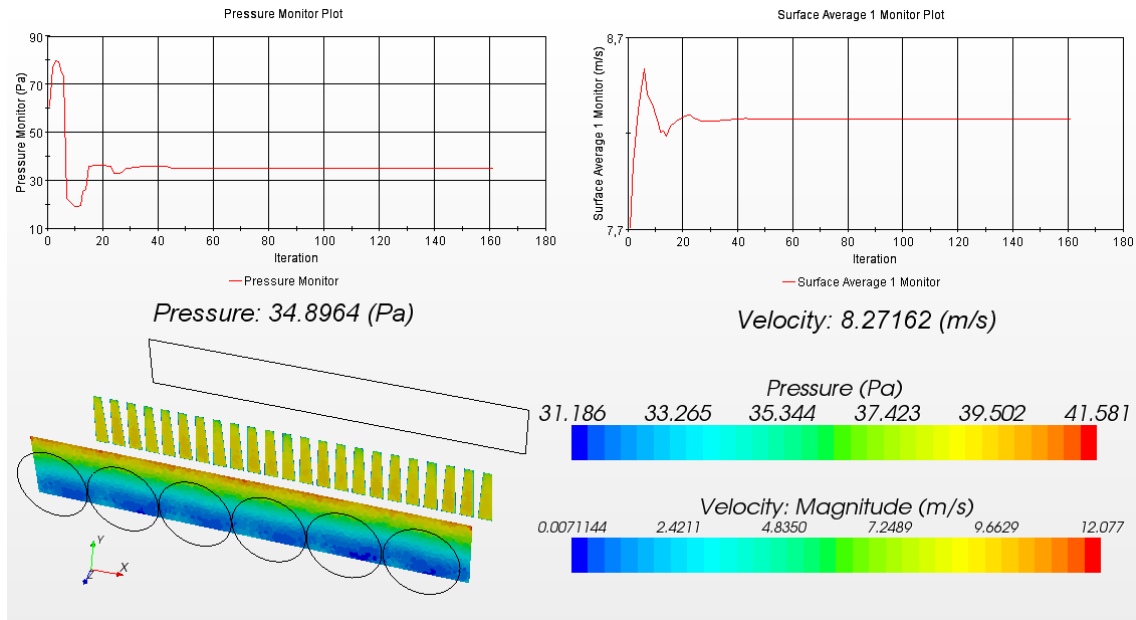 Pressure Monitor Plot
90
70
50
30
10
Pressure Monitor (Pa)
0 20 40 60 80 100 120 140 160 180
Iteration
Pressure Monitor
Surface Average 1 Monitor Plot
8,7
7,7
Surface Average 1 Monitor (m/s)
0 20 40 60 80 100 120 140 160 180
Iteration
Surface Average 1 Monitor
Pressure: 34.8964 (Pa)
Velocity: 8.27162 (m/s)
Pressure (Pa)
31.186 33.265 35.344 37.423 39.502 41.581
Velocity: Magnitude (m/s)
0.0071144 2.4211 4.8350 7.2489 9.6629 12.077
Y
Z X